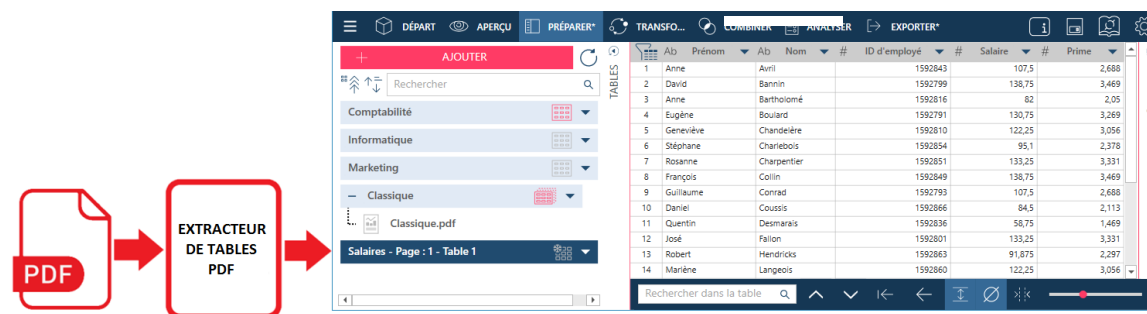 DÉPART APERÇU PRÉPARER* TRANSFO... COMBINER ANALYSER EXPORTER*
AJOUTER
Rechercher
Comptabilité
Informatique
Marketing
Classique
Classique.pdf
Salaires - Page : 1 - Table 1
TABLES
Ab Prénom Ab Nom # ID d'employé # Salaire # Prime
1 Anne Avril 1592843 107,5 2,688
2 David Bannin 1592799 138,75 3,469
3 Anne Bartholomé 1592816 82 2,05
4 Eugène Boulard 1592791 130,75 3,269
5 Geneviève Chandelére 1592810 122,25 3,056
6 Stéphane Charlebois 1592854 95,1 2,378
7 Rosanne Charpentier 1592851 133,25 3,331
8 François Collin 1592849 138,75 3,469
9 Guillaume Conrad 1592793 107,5 2,688
10 Daniel Coussis 1592866 84,5 2,113
11 Quentin Desmarais 1592836 58,75 1,469
12 José Fallon 1592801 133,25 3,331
13 Robert Hendricks 1592863 91,875 2,297
14 Marlène Langeois 1592860 122,25 3,056
Rechercher dans la table
PDF
EXTRACTEUR
DE TABLES
PDF